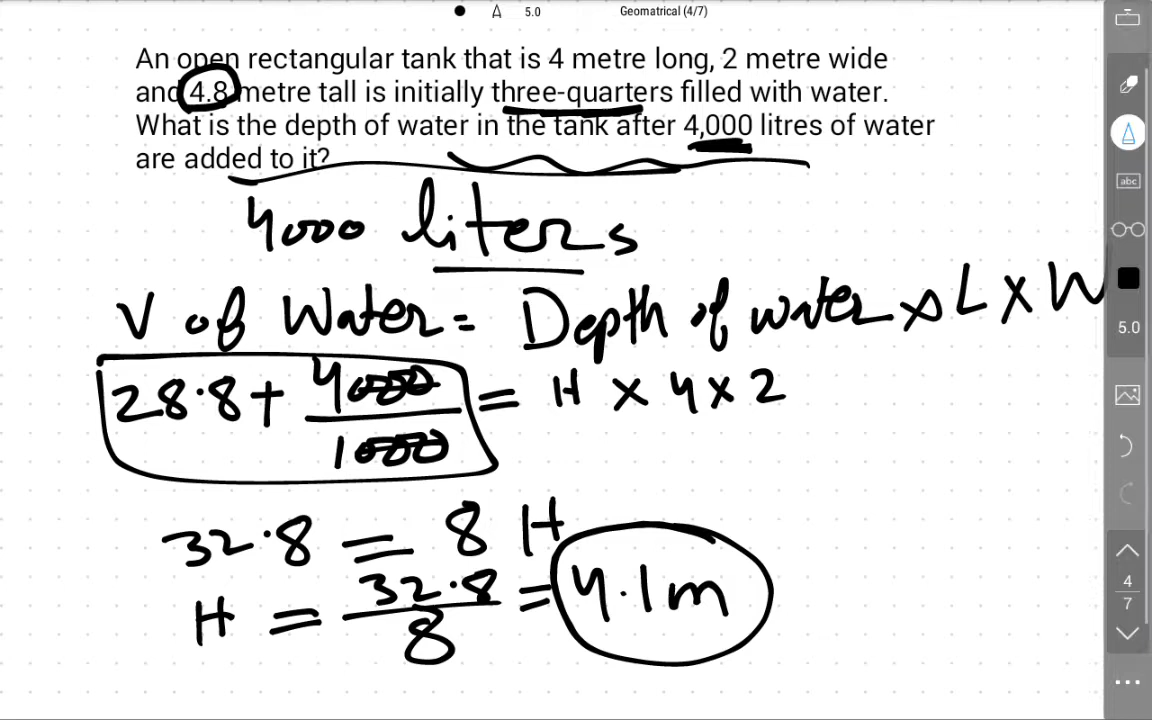 5.0 Geomatrical (4/7)
An open rectangular tank that is 4 metre long, 2 metre wide
and 4.8 metre tall is initially three-quarters filled with water.
What is the depth of water in the tank after 4,000 litres of water
are added to it?
4000 liters
V of Water = Depth of water × L × W
28.8 + 4000/1000 = H × 4 × 2
32.8 = 8 H
H = 32.8/8 = 4.1m
abc
5.0
4
7